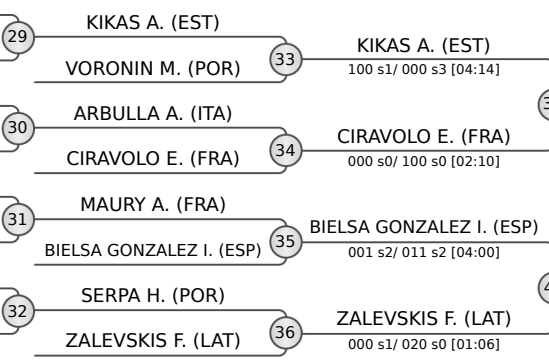 KIKAS A. (EST)
29
VORONIN M. (POR)
33
KIKAS A. (EST)
100 s1/ 000 s3 [04:14]
ARBULLA A. (ITA)
30
CIRAVOLO E. (FRA)
34
CIRAVOLO E. (FRA)
000 s0/ 100 s0 [02:10]
MAURY A. (FRA)
31
BIELSA GONZALEZ I. (ESP)
35
BIELSA GONZALEZ I. (ESP)
001 s2/ 011 s2 [04:00]
SERPA H. (POR)
32
ZALEVSKIS F. (LAT)
36
ZALEVSKIS F. (LAT)
000 s1/ 020 s0 [01:06]